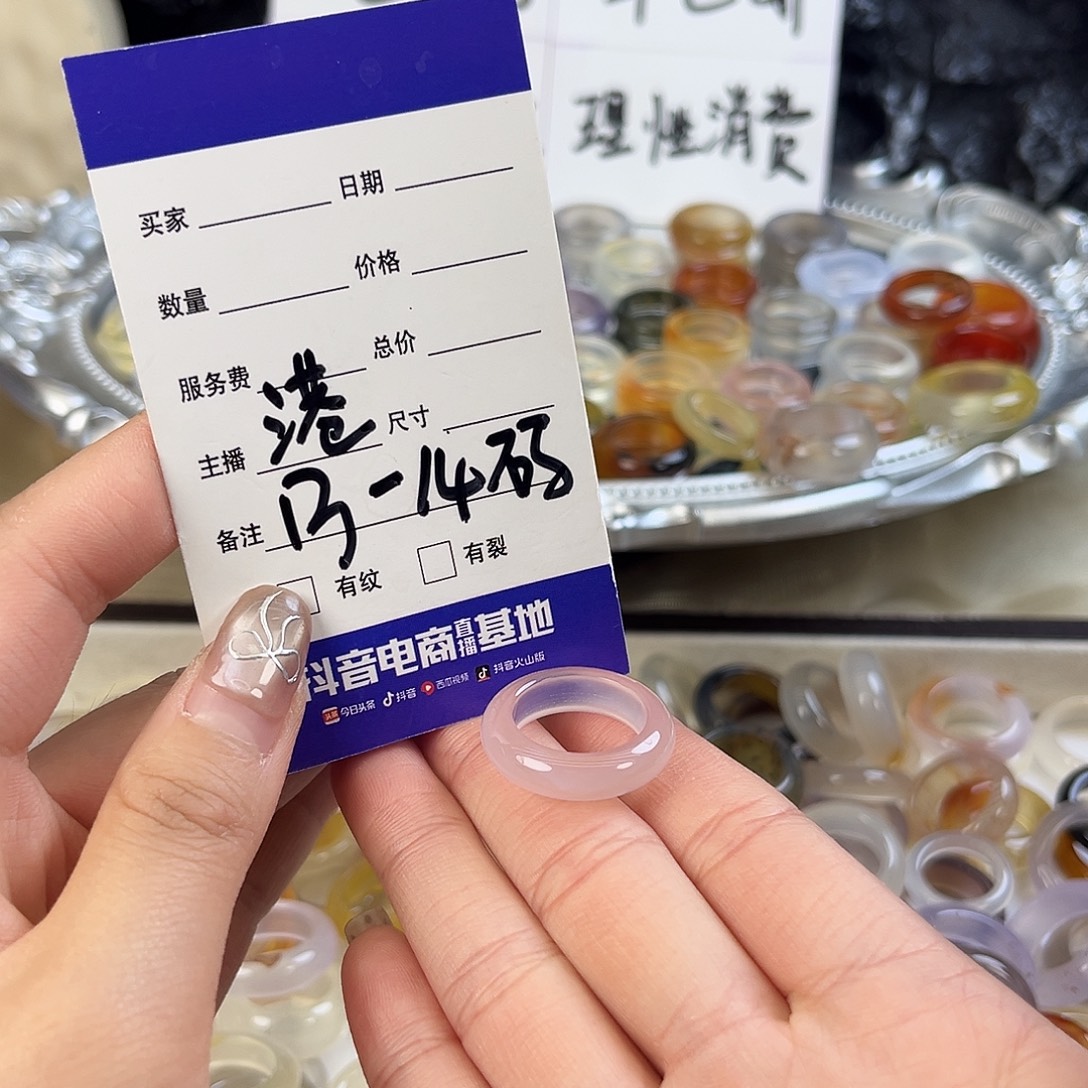 理性消费
买家 日期
数量 价格
服务费 总价
港
主播 尺寸
13-14码
备注
有纹 有裂
抖音电商直播基地
今日头条 抖音 西瓜视频 抖音火山版